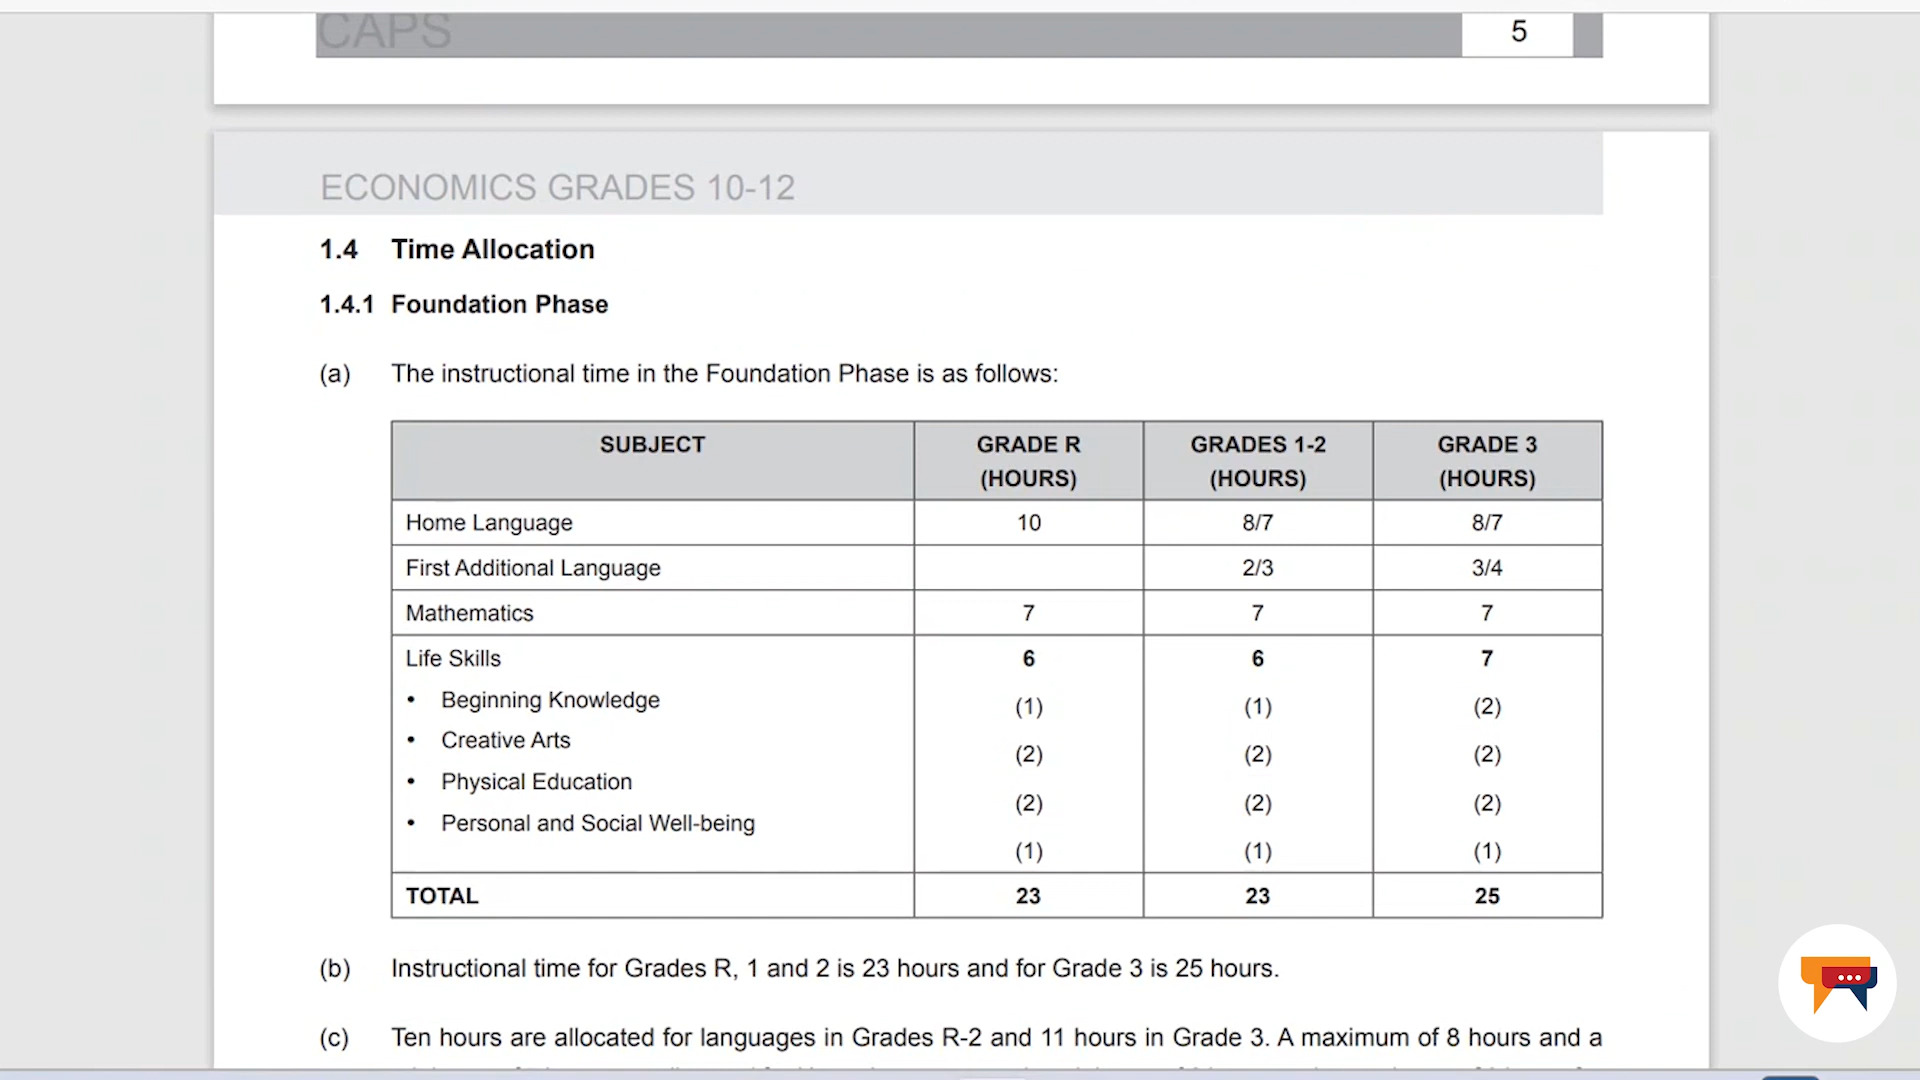 CAPS
5
ECONOMICS GRADES 10-12
1.4 Time Allocation
1.4.1 Foundation Phase
(a) The instructional time in the Foundation Phase is as follows:
SUBJECT GRADE R (HOURS) GRADES 1-2 (HOURS) GRADE 3 (HOURS)
Home Language 10 8/7 8/7
First Additional Language 2/3 3/4
Mathematics 7 7 7
Life Skills 6 6 7
• Beginning Knowledge (1) (1) (2)
• Creative Arts (2) (2) (2)
• Physical Education (2) (2) (2)
• Personal and Social Well-being (1) (1) (1)
TOTAL 23 23 25
(b) Instructional time for Grades R, 1 and 2 is 23 hours and for Grade 3 is 25 hours.
(c) Ten hours are allocated for languages in Grades R-2 and 11 hours in Grade 3. A maximum of 8 hours and a